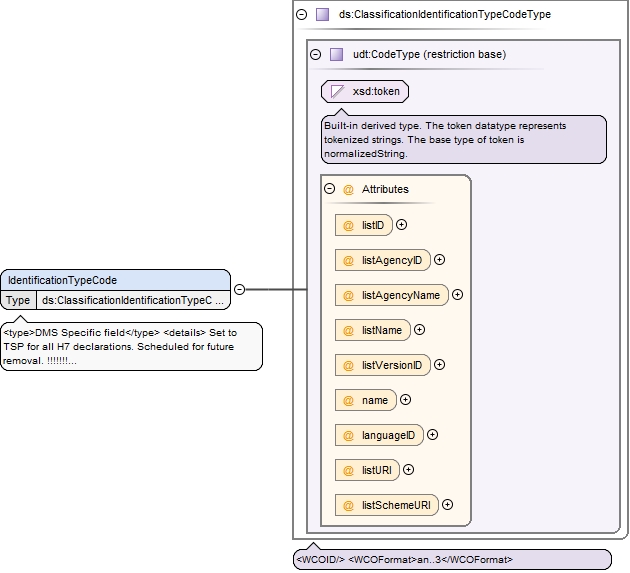 ds:ClassificationIdentificationTypeCodeType
udt:CodeType (restriction base)
xsd:token
Built-in derived type. The token datatype represents
tokenized strings. The base type of token is
normalizedString.
@ Attributes
@ listID
@ listAgencyID
@ listAgencyName
@ listName
@ listVersionID
@ name
@ languageID
@ listURI
@ listSchemeURI
IdentificationTypeCode
Type ds:ClassificationIdentificationTypeC ...
<type>DMS Specific field</type> <details> Set to
TSP for all H7 declarations. Scheduled for future
removal. !!!!!!!...
<WCOID/> <WCOFormat>an..3</WCOFormat>